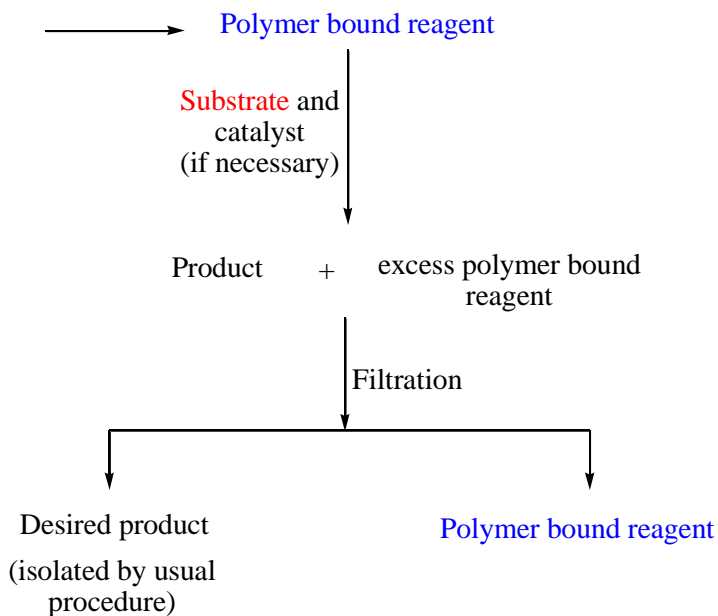 Polymer bound reagent
Substrate and
catalyst
(if necessary)
Product + excess polymer bound
reagent
Filtration
Desired product
(isolated by usual
procedure)
Polymer bound reagent